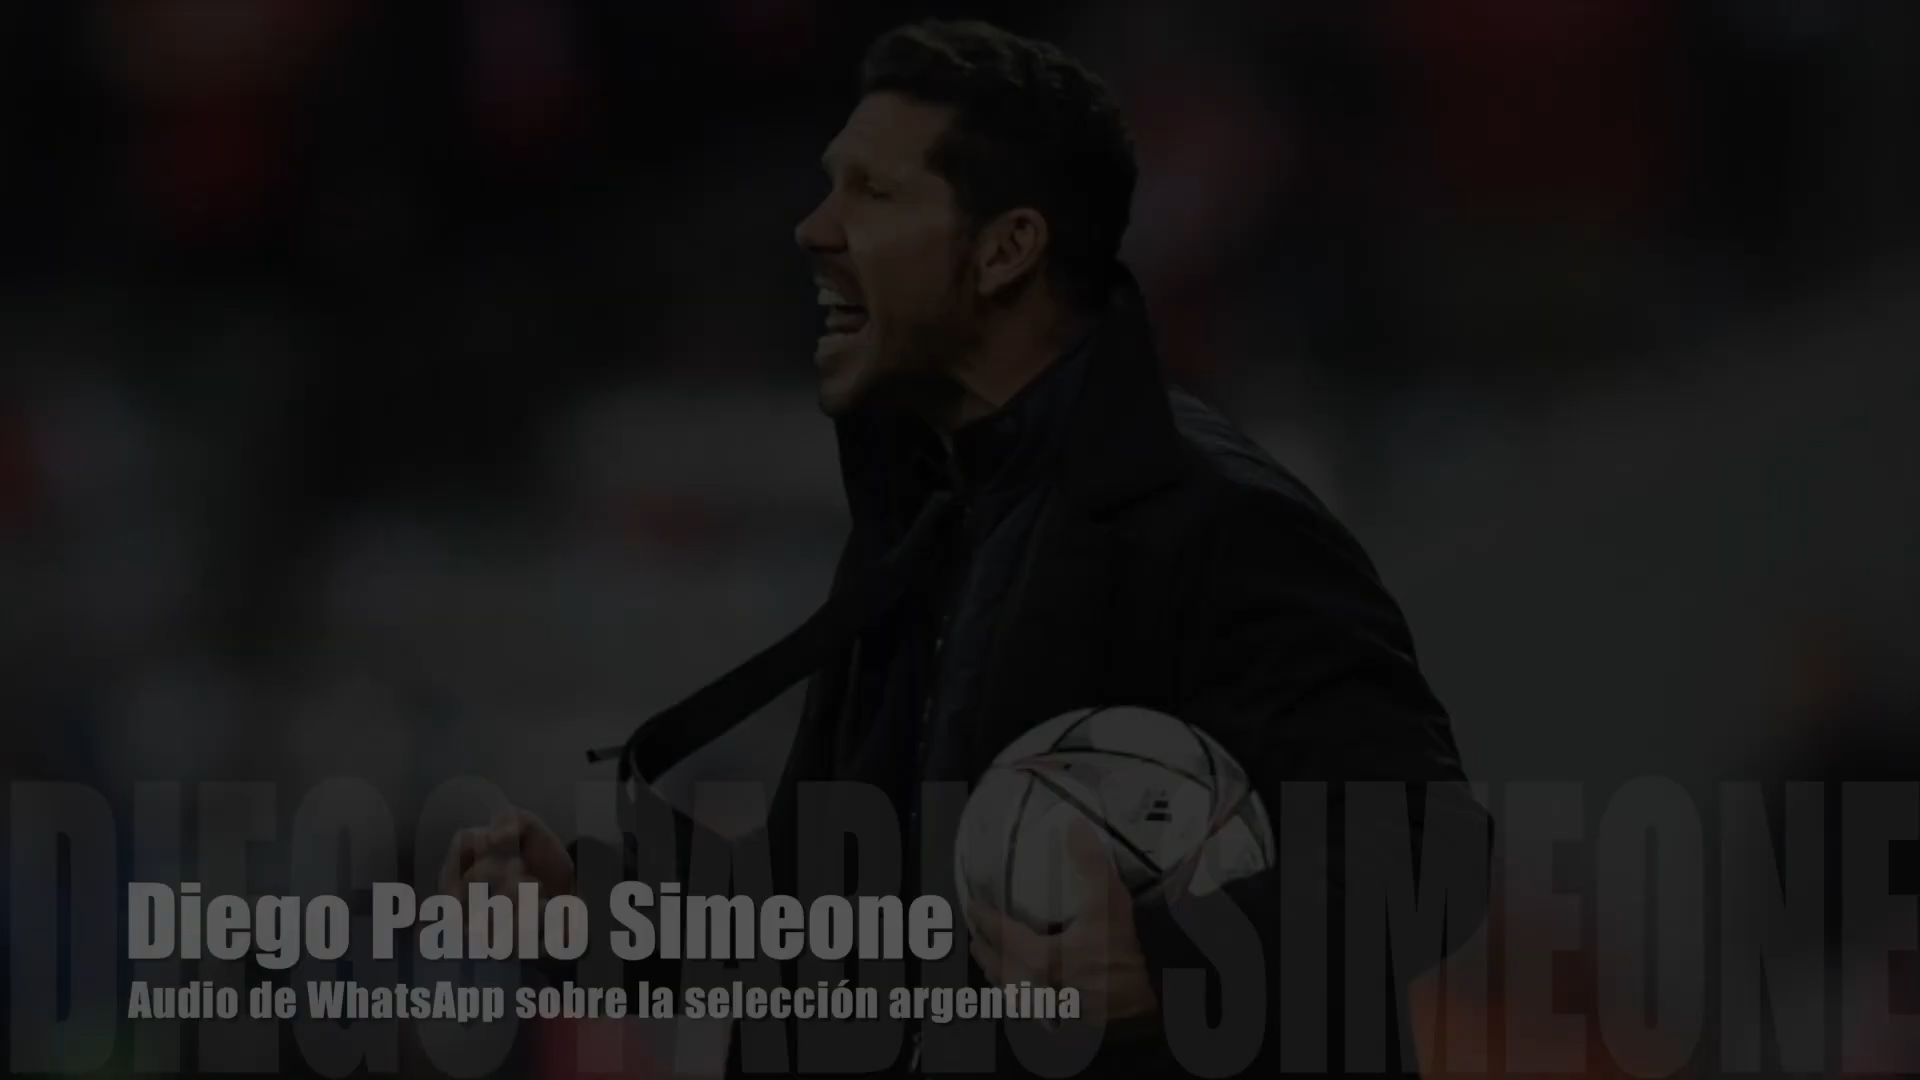 DIEGO PABLO SIMEONE
Diego Pablo Simeone
Audio de WhatsApp sobre la selección argentina